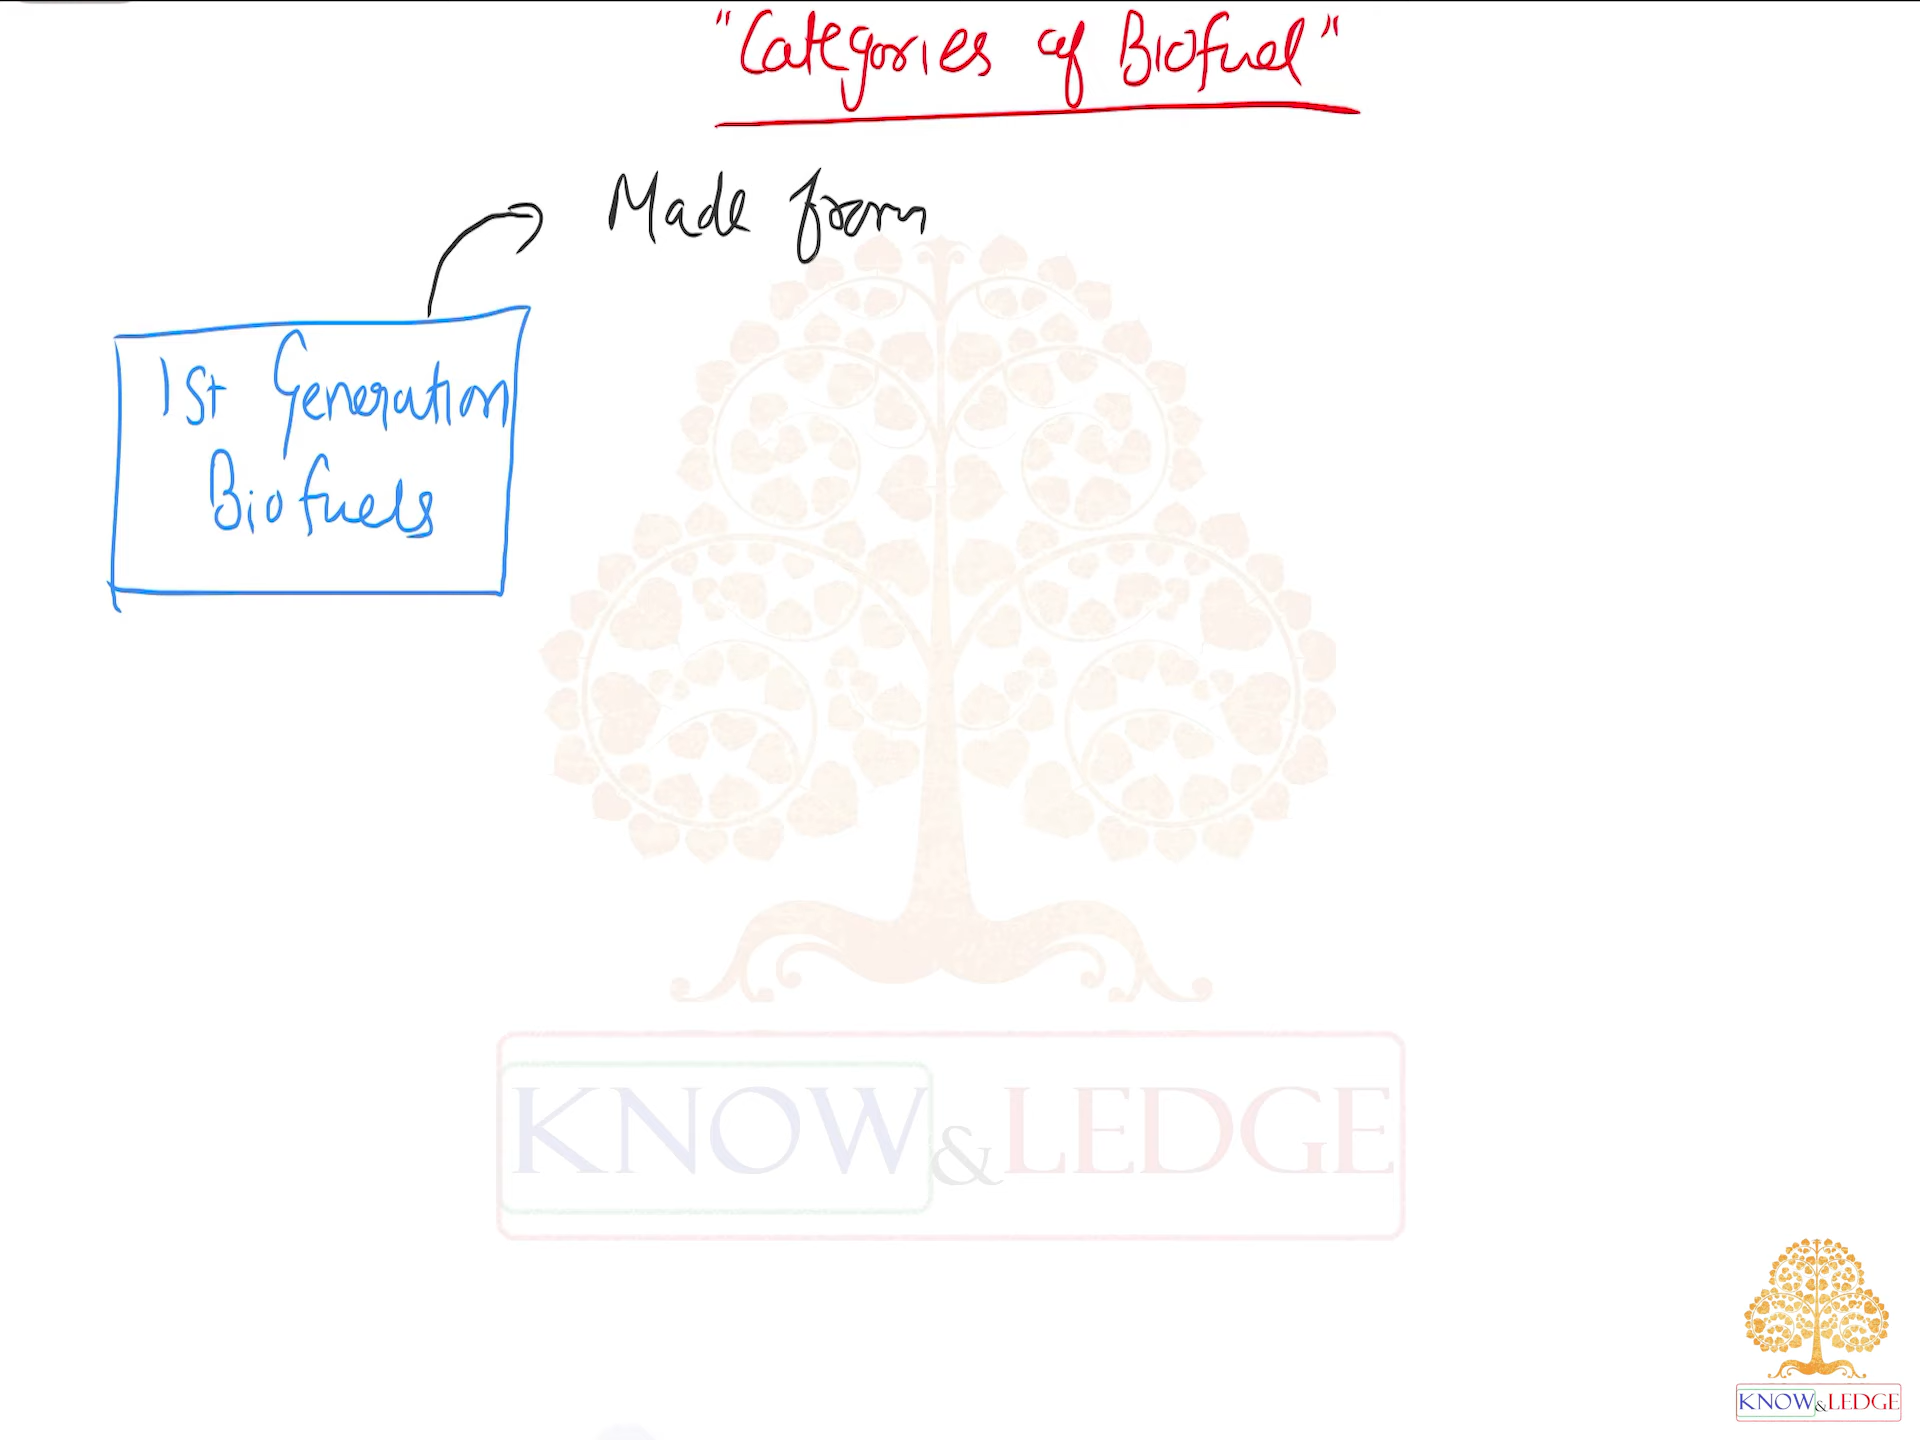 "Categories of Biofuel"
Made from
1st Generation
Biofuels
KNOW&LEDGE
KNOW&LEDGE